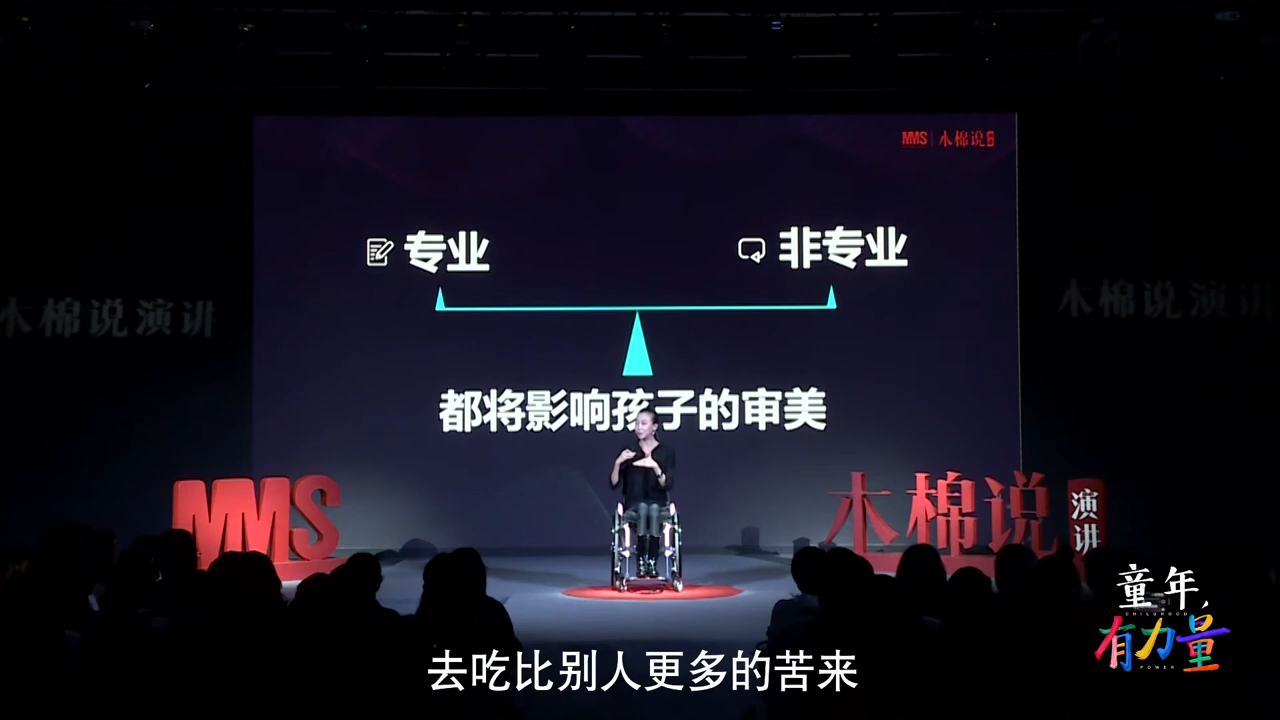 MMS 木棉说
专业
非专业
都将影响孩子的审美
木棉说演讲
木棉说演讲
MMS
木棉说
演讲
童年,
CHILDHOOD
有力量
POWER
去吃比别人更多的苦来